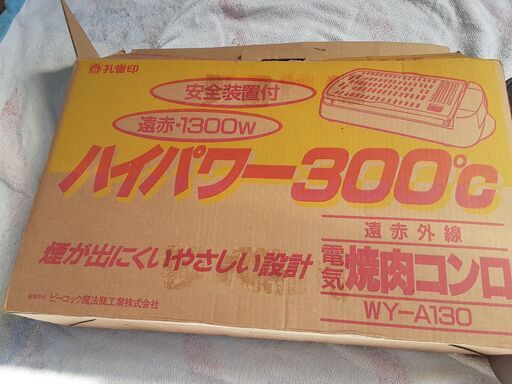 孔雀印
安全装置付
遠赤・1300W
ハイパワー300℃
煙が出にくいやさしい設計
遠赤外線
電気焼肉コンロ
WY-A130
ピーコック魔法瓶工業株式会社